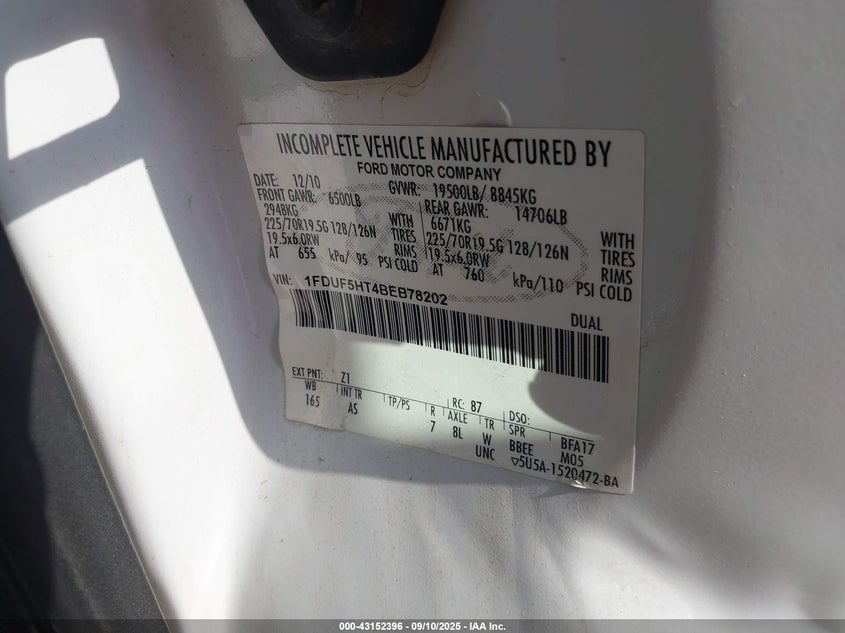 INCOMPLETE VEHICLE MANUFACTURED BY
FORD MOTOR COMPANY
DATE: 12/10 GVWR: 19500LB/ 8845KG
FRONT GAWR: 6500LB REAR GAWR: 14706LB
2948KG WITH 6671KG WITH
225/70R19.5G 128/126N TIRES 225/70R19.5G 128/126N TIRES
19.5x6.0RW RIMS 19.5x6.0RW RIMS
AT 655 kPa/ 95 PSI COLD AT 760 kPa/110 PSI COLD
VIN: 1FDUF5HT4BEB78202
DUAL
EXT PNT: Z1 RC: 87 DSO:
WB INT TR TP/PS R AXLE TR SPR BFA17
165 AS 7 8L W BBEE M05
UNC ▽5U5A-1520472-BA
000-43152396 - 09/10/2025 - IAA Inc.